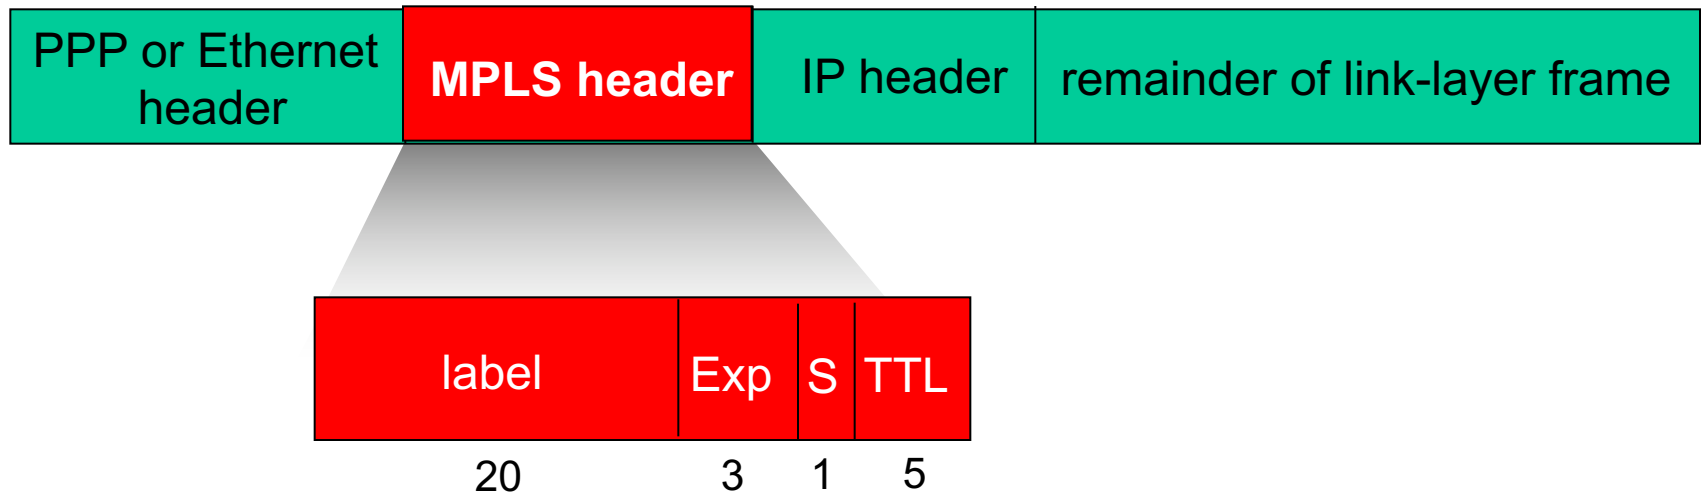 PPP or Ethernet
header
MPLS header
IP header
remainder of link-layer frame
label
Exp
S
TTL
20
3
1
5